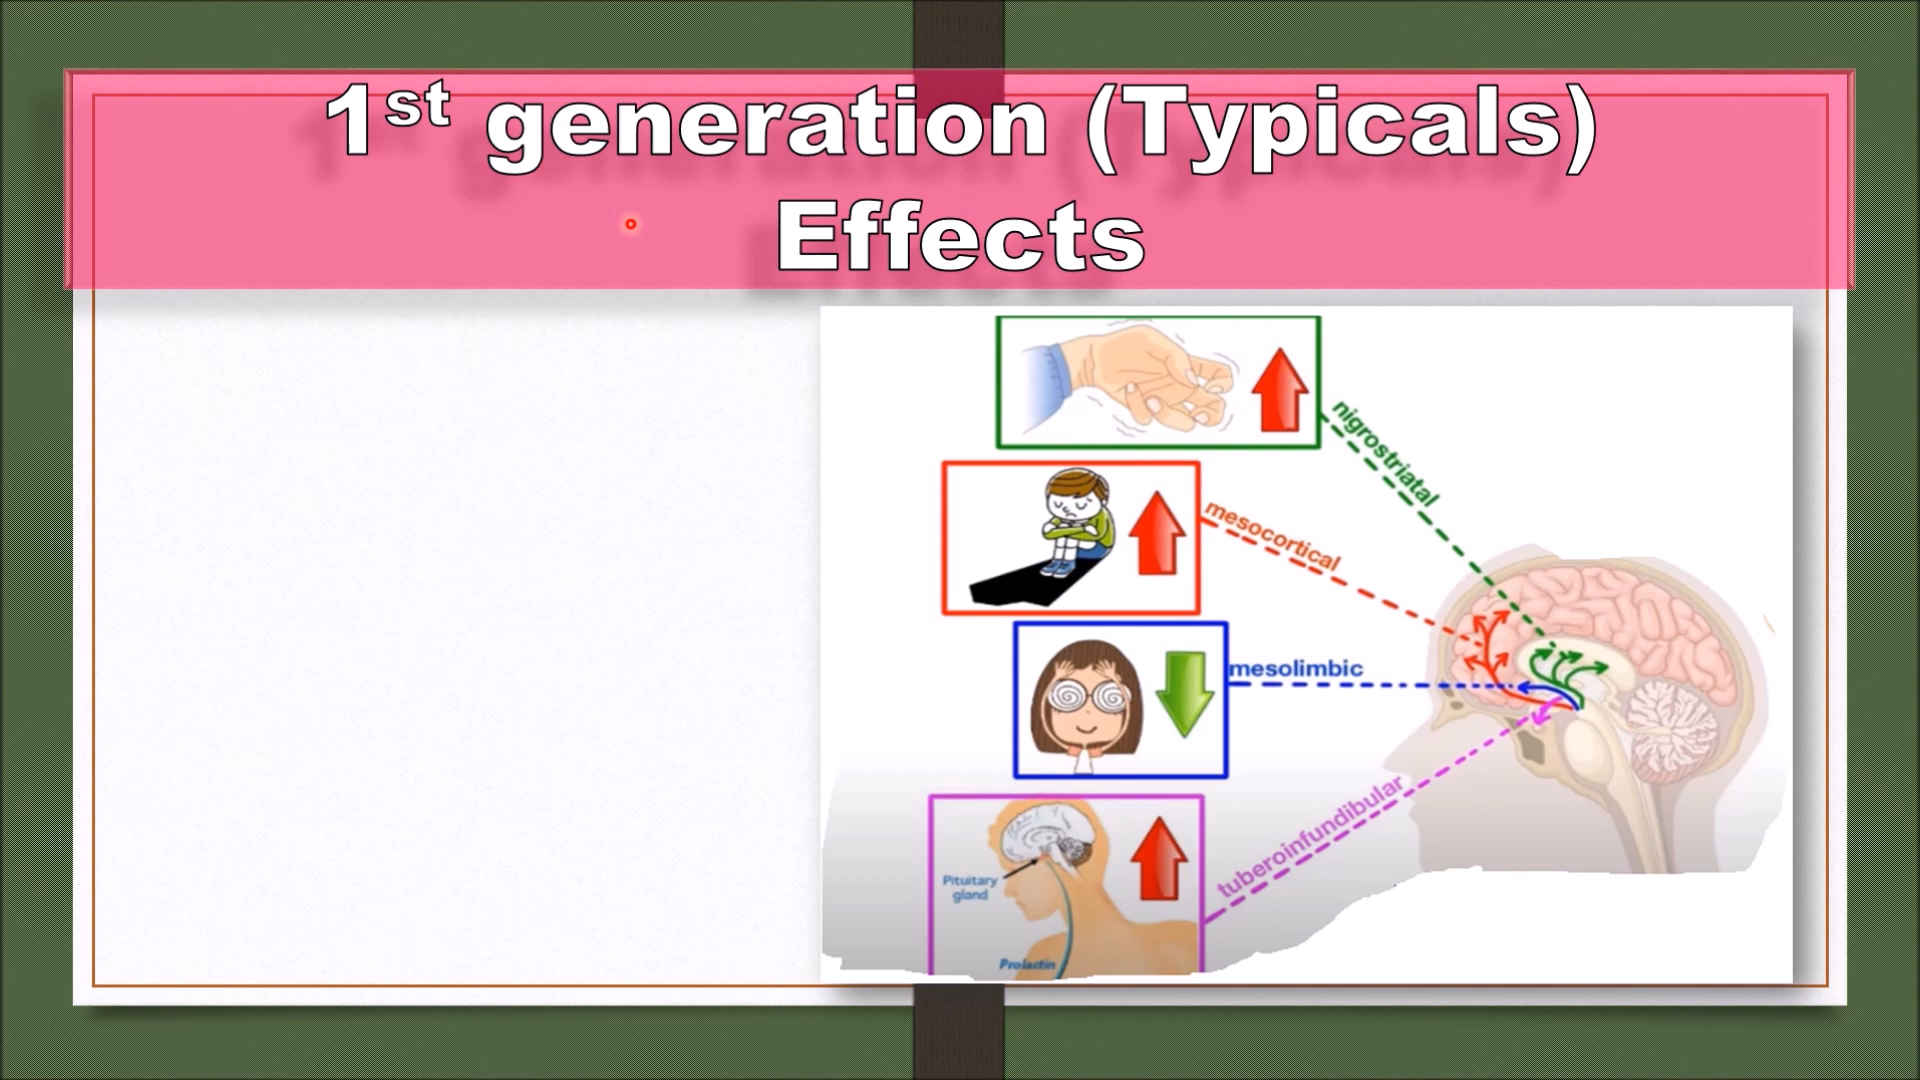 1st generation (Typicals)
Effects
nigrostriatal
mesocortical
mesolimbic
tuberoinfundibular
Pituitary
gland
Prolactin